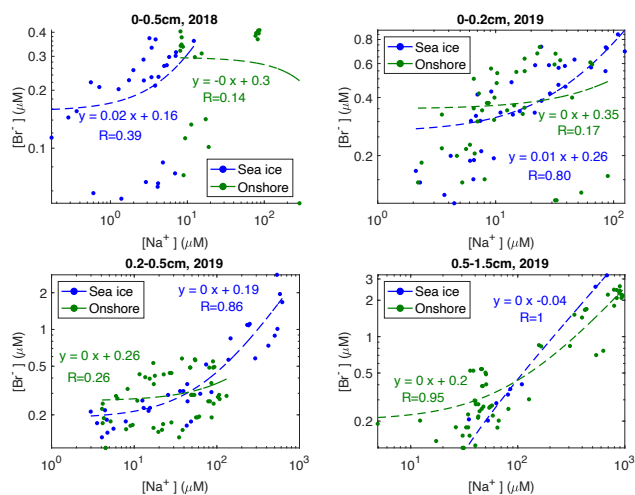 0-0.5cm, 2018
0.4
0.3
0.2
0.1
[Br⁻] (μM)
y = -0 x + 0.3
R=0.14
y = 0.02 x + 0.16
R=0.39
Sea ice
Onshore
10⁰ 10¹ 10²
[Na⁺] (μM)
0-0.2cm, 2019
0.8
0.6
0.4
0.2
[Br⁻] (μM)
Sea ice
Onshore
y = 0 x + 0.35
R=0.17
y = 0.01 x + 0.26
R=0.80
10¹ 10²
[Na⁺] (μM)
0.2-0.5cm, 2019
2
1
0.5
0.2
[Br⁻] (μM)
Sea ice
Onshore
y = 0 x + 0.19
R=0.86
y = 0 x + 0.26
R=0.26
10⁰ 10¹ 10² 10³
[Na⁺] (μM)
0.5-1.5cm, 2019
3
2
1
0.5
0.2
[Br⁻] (μM)
Sea ice
Onshore
y = 0 x -0.04
R=1
y = 0 x + 0.2
R=0.95
10¹ 10² 10³
[Na⁺] (μM)